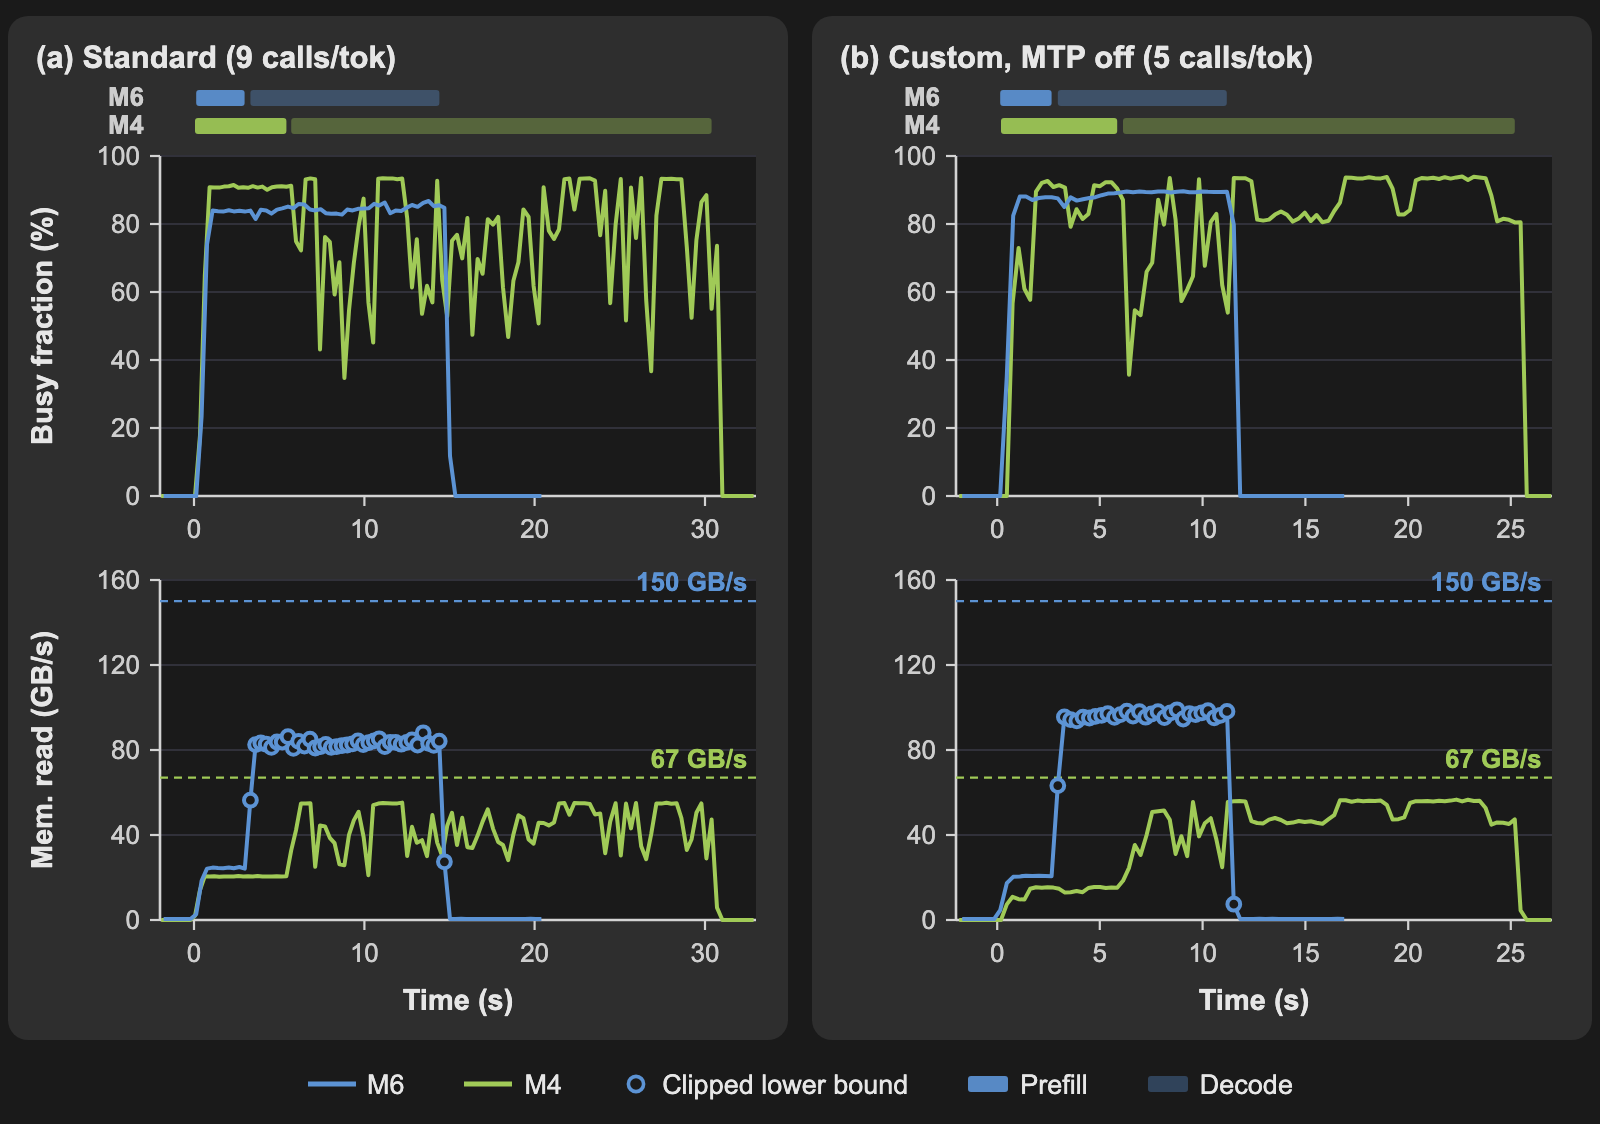 (a) Standard (9 calls/tok)
M6
M4
Busy fraction (%)
100
80
60
40
20
0
0 10 20 30
Mem. read (GB/s)
160
120
80
40
0
150 GB/s
67 GB/s
0 10 20 30
Time (s)
(b) Custom, MTP off (5 calls/tok)
M6
M4
100
80
60
40
20
0
0 5 10 15 20 25
160
120
80
40
0
150 GB/s
67 GB/s
0 5 10 15 20 25
Time (s)
M6 M4 Clipped lower bound Prefill Decode